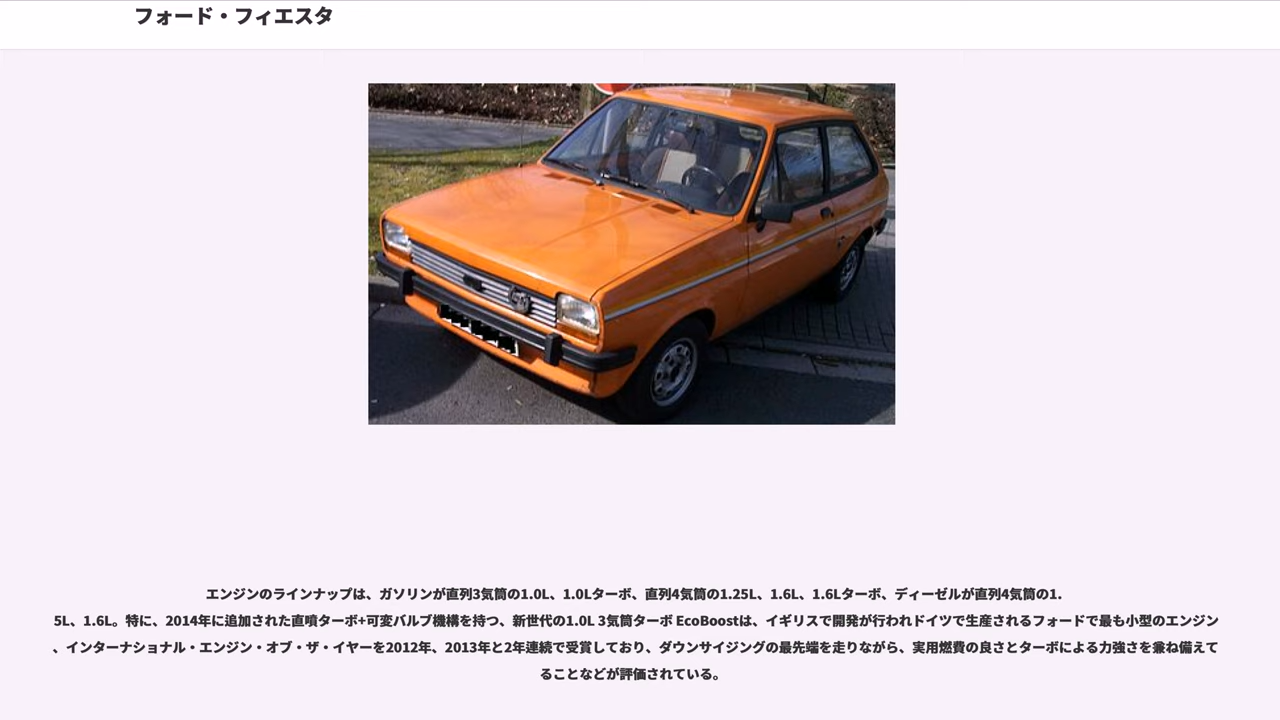 フォード・フィエスタ
エンジンのラインナップは、ガソリンが直列3気筒の1.0L、1.0Lターボ、直列4気筒の1.25L、1.6L、1.6Lターボ、ディーゼルが直列4気筒の1.
5L、1.6L。特に、2014年に追加された直噴ターボ+可変バルブ機構を持つ、新世代の1.0L 3気筒ターボ EcoBoostは、イギリスで開発が行われドイツで生産されるフォードで最も小型のエンジン
、インターナショナル・エンジン・オブ・ザ・イヤーを2012年、2013年と2年連続で受賞しており、ダウンサイジングの最先端を走りながら、実用燃費の良さとターボによる力強さを兼ね備えて
ることなどが評価されている。